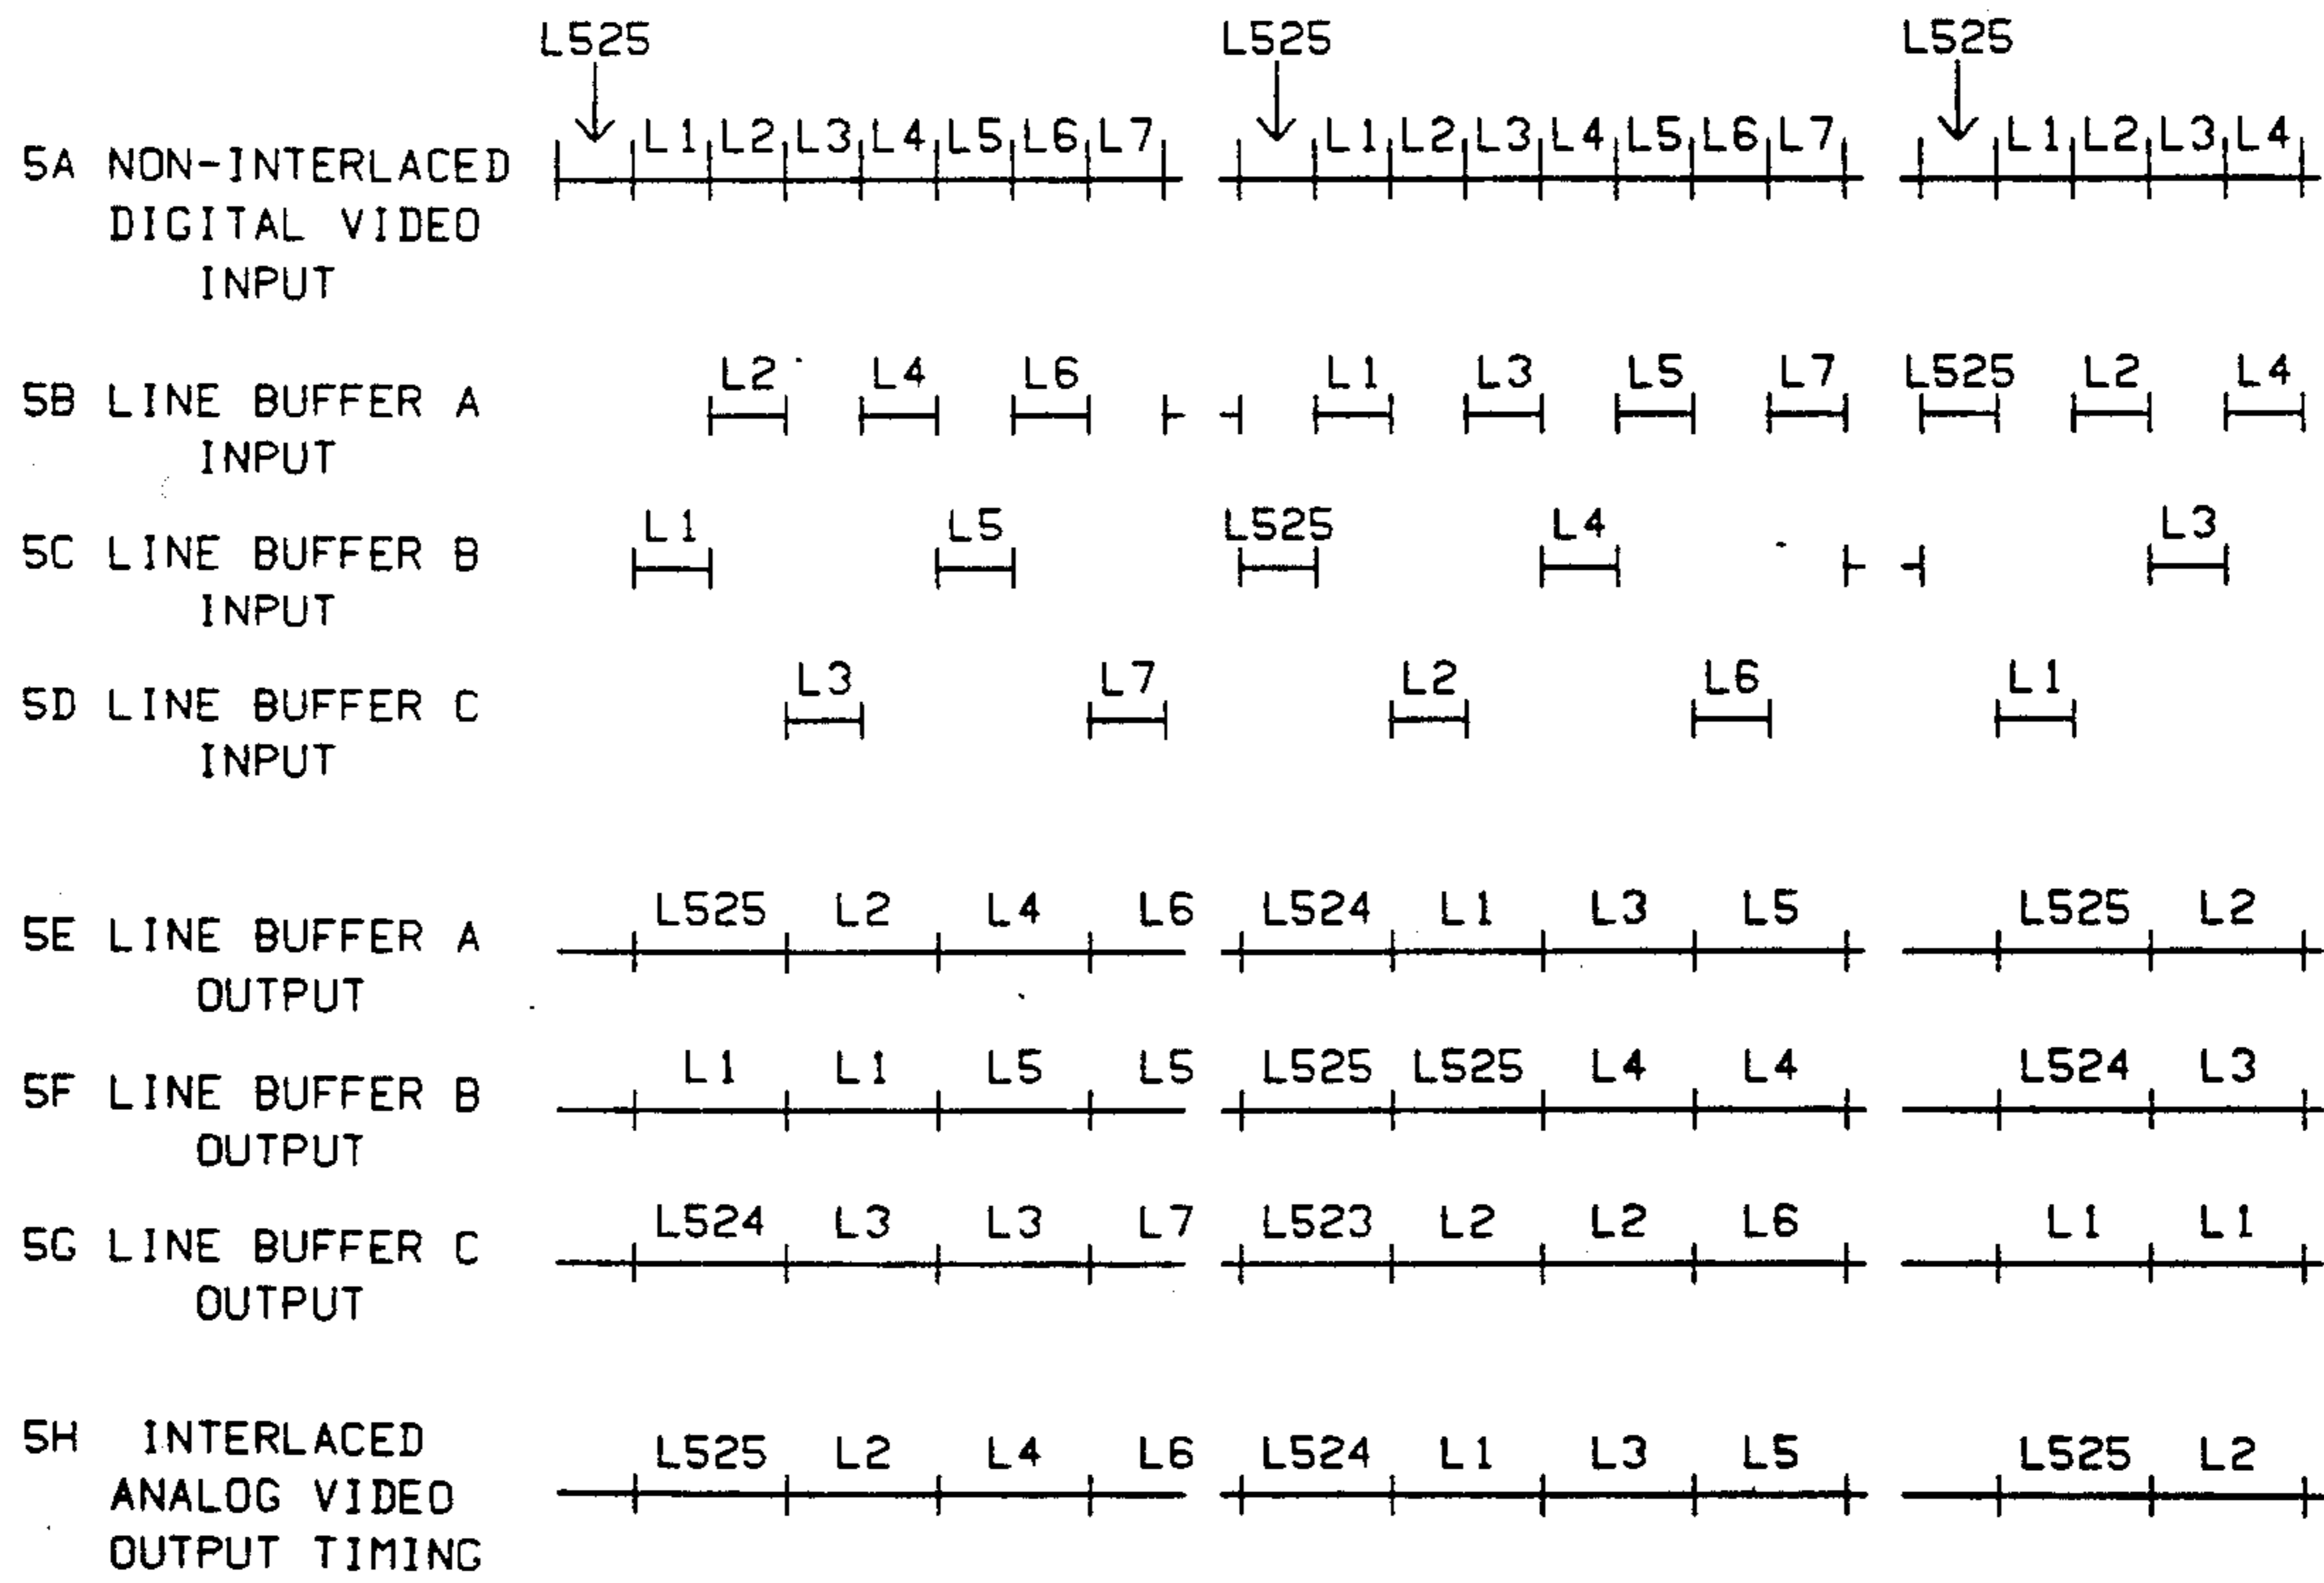 L525 L525 L525
5A NON-INTERLACED L1 L2 L3 L4 L5 L6 L7 L1 L2 L3 L4 L5 L6 L7 L1 L2 L3 L4
DIGITAL VIDEO
INPUT
5B LINE BUFFER A L2 L4 L6 L1 L3 L5 L7 L525 L2 L4
INPUT
5C LINE BUFFER B L1 L5 L525 L4 L3
INPUT
5D LINE BUFFER C L3 L7 L2 L6 L1
INPUT
5E LINE BUFFER A L525 L2 L4 L6 L524 L1 L3 L5 L525 L2
OUTPUT
5F LINE BUFFER B L1 L1 L5 L5 L525 L525 L4 L4 L524 L3
OUTPUT
5G LINE BUFFER C L524 L3 L3 L7 L523 L2 L2 L6 L1 L1
OUTPUT
5H INTERLACED L525 L2 L4 L6 L524 L1 L3 L5 L525 L2
ANALOG VIDEO
OUTPUT TIMING